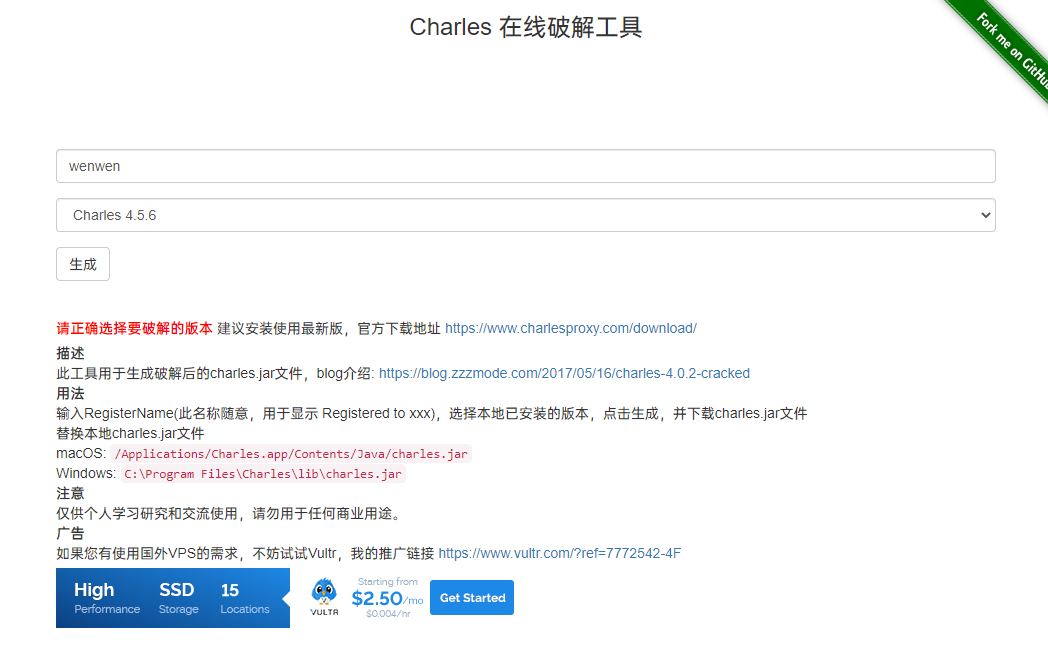 Charles 在线破解工具
Fork me on GitHub
wenwen
Charles 4.5.6
生成
请正确选择要破解的版本 建议安装使用最新版，官方下载地址 https://www.charlesproxy.com/download/
描述
此工具用于生成破解后的charles.jar文件，blog介绍: https://blog.zzzmode.com/2017/05/16/charles-4.0.2-cracked
用法
输入RegisterName(此名称随意，用于显示 Registered to xxx)，选择本地已安装的版本，点击生成，并下载charles.jar文件
替换本地charles.jar文件
macOS: /Applications/Charles.app/Contents/Java/charles.jar
Windows: C:\Program Files\Charles\lib\charles.jar
注意
仅供个人学习研究和交流使用，请勿用于任何商业用途。
广告
如果您有使用国外VPS的需求，不妨试试Vultr，我的推广链接 https://www.vultr.com/?ref=7772542-4F
High Performance
SSD Storage
15 Locations
VULTR
Starting from
$2.50/mo
$0.004/hr
Get Started